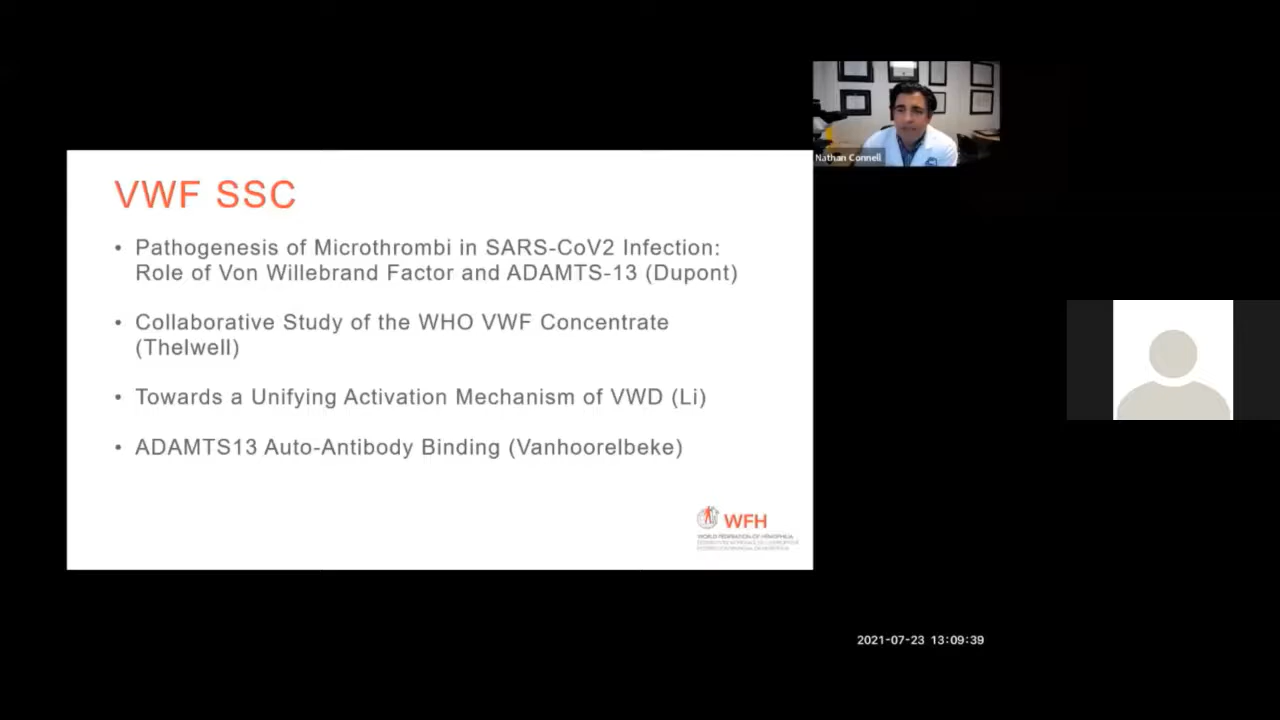 Nathan Connell
VWF SSC
• Pathogenesis of Microthrombi in SARS-CoV2 Infection:
Role of Von Willebrand Factor and ADAMTS-13 (Dupont)
• Collaborative Study of the WHO VWF Concentrate
(Thelwell)
• Towards a Unifying Activation Mechanism of VWD (Li)
• ADAMTS13 Auto-Antibody Binding (Vanhoorelbeke)
WFH
WORLD FEDERATION OF HEMOPHILIA
2021-07-23 13:09:39